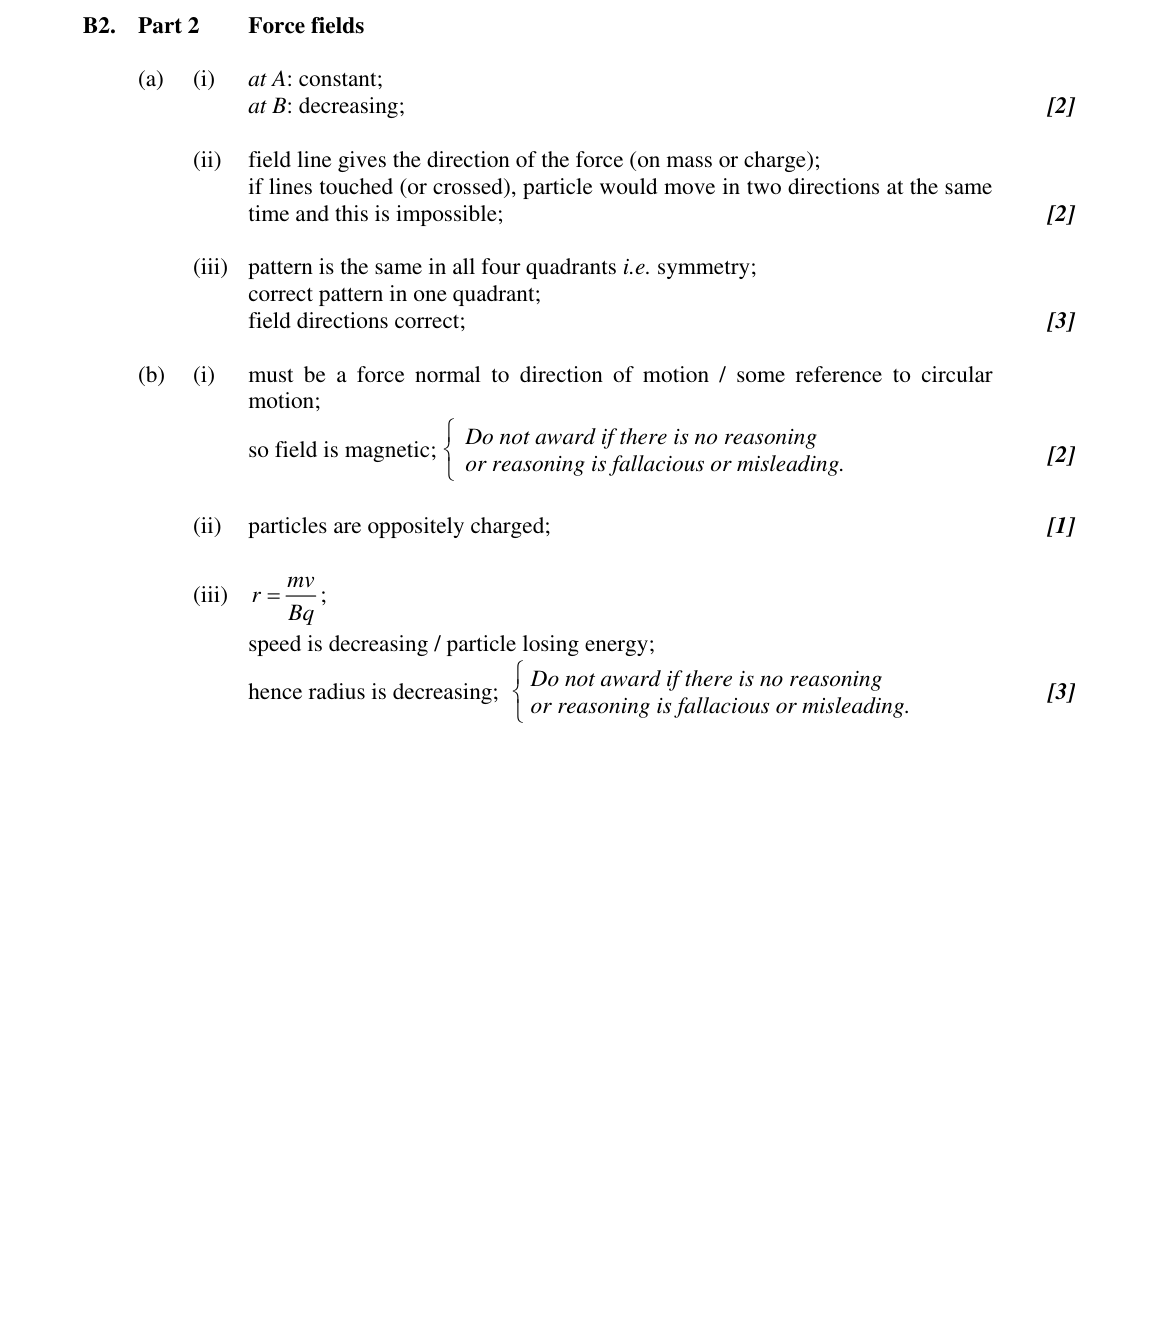 B2. Part 2 Force fields
(a) (i) at A: constant;
at B: decreasing; [2]
(ii) field line gives the direction of the force (on mass or charge);
if lines touched (or crossed), particle would move in two directions at the same
time and this is impossible; [2]
(iii) pattern is the same in all four quadrants i.e. symmetry;
correct pattern in one quadrant;
field directions correct; [3]
(b) (i) must be a force normal to direction of motion / some reference to circular
motion;
so field is magnetic; { Do not award if there is no reasoning
or reasoning is fallacious or misleading. [2]
(ii) particles are oppositely charged; [1]
(iii) r = mv/Bq ;
speed is decreasing / particle losing energy;
hence radius is decreasing; { Do not award if there is no reasoning
or reasoning is fallacious or misleading. [3]